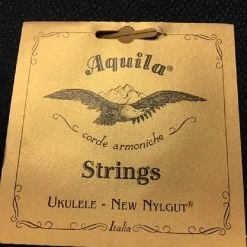 Aquila®
corde armoniche
Strings
UKULELE - NEW NYLGUT®
Italia